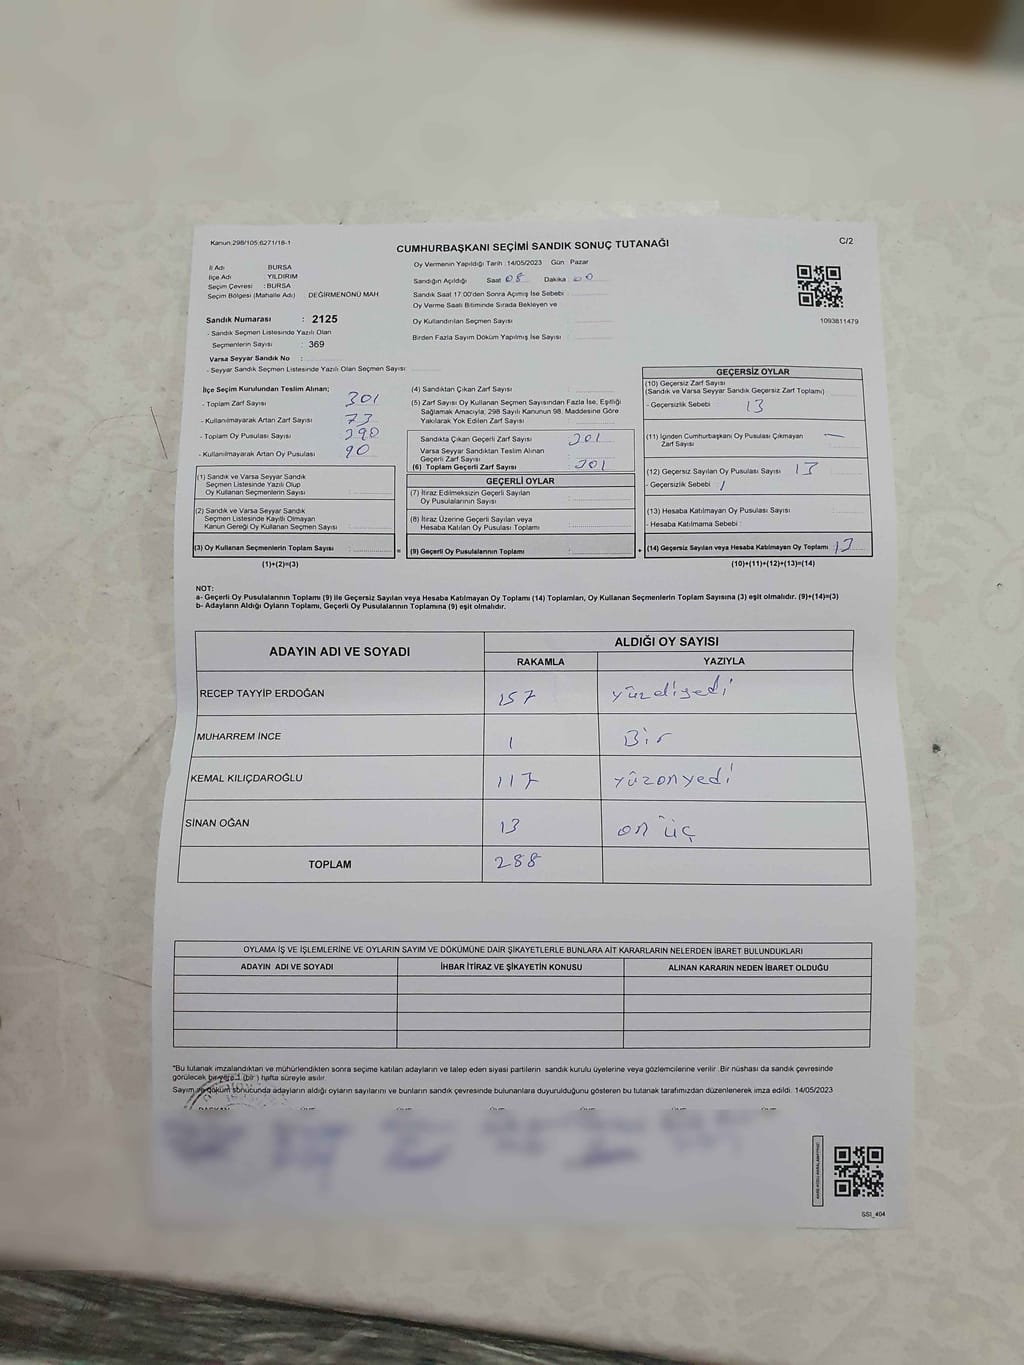 Kanun:298/105 6271/18-1
CUMHURBAŞKANI SEÇİMİ SANDIK SONUÇ TUTANAĞI
C/2
İl Adı BURSA
İlçe Adı YILDIRIM
Seçim Çevresi : BURSA
Seçim Bölgesi (Mahalle Adı) DEĞİRMENÖNÜ MAH.
Oy Vermenin Yapıldığı Tarih : 14/05/2023 Gün Pazar
Sandığın Açıldığı Saat 08 Dakika 00
Sandık Saat 17:00'den Sonra Açılmış İse Sebebi :
Oy Verme Saati Bitiminde Sırada Bekleyen ve
Oy Kullandırılan Seçmen Sayısı
Birden Fazla Sayım Döküm Yapılmış İse Sayısı
1093811479
Sandık Numarası : 2125
- Sandık Seçmen Listesinde Yazılı Olan
Seçmenlerin Sayısı : 369
Varsa Seyyar Sandık No :
- Seyyar Sandık Seçmen Listesinde Yazılı Olan Seçmen Sayısı
İlçe Seçim Kurulundan Teslim Alınan;
- Toplam Zarf Sayısı 301
- Kullanılmayarak Artan Zarf Sayısı 73
- Toplam Oy Pusulası Sayısı 390
- Kullanılmayarak Artan Oy Pusulası 90
(1) Sandık ve Varsa Seyyar Sandık
Seçmen Listesinde Yazılı Olup
Oy Kullanan Seçmenlerin Sayısı :
(2) Sandık ve Varsa Seyyar Sandık
Seçmen Listesinde Kayıtlı Olmayan
Kanun Gereği Oy Kullanan Seçmen Sayısı :
(3) Oy Kullanan Seçmenlerin Toplam Sayısı :
(1)+(2)=(3)
(4) Sandıktan Çıkan Zarf Sayısı :
(5) Zarf Sayısı Oy Kullanan Seçmen Sayısından Fazla İse, Eşitliği
Sağlamak Amacıyla; 298 Sayılı Kanunun 98. Maddesine Göre
Yakılarak Yok Edilen Zarf Sayısı :
Sandıkta Çıkan Geçerli Zarf Sayısı : 301
Varsa Seyyar Sandıktan Teslim Alınan
Geçerli Zarf Sayısı :
(6) Toplam Geçerli Zarf Sayısı : 301
GEÇERLİ OYLAR
(7) İtiraz Edilmeksizin Geçerli Sayılan
Oy Pusulalarının Sayısı :
(8) İtiraz Üzerine Geçerli Sayılan veya
Hesaba Katılan Oy Pusulası Toplamı :
= (9) Geçerli Oy Pusulalarının Toplamı :
GEÇERSİZ OYLAR
(10) Geçersiz Zarf Sayısı
(Sandık ve Varsa Seyyar Sandık Geçersiz Zarf Toplamı)
- Geçersizlik Sebebi : 13
(11) İçinden Cumhurbaşkanı Oy Pusulası Çıkmayan —
Zarf Sayısı
(12) Geçersiz Sayılan Oy Pusulası Sayısı 13
- Geçersizlik Sebebi /
(13) Hesaba Katılmayan Oy Pusulası Sayısı
- Hesaba Katılmama Sebebi :
+ (14) Geçersiz Sayılan veya Hesaba Katılmayan Oy Toplamı 13
(10)+(11)+(12)+(13)=(14)
NOT:
a- Geçerli Oy Pusulalarının Toplamı (9) ile Geçersiz Sayılan veya Hesaba Katılmayan Oy Toplamı (14) Toplamları, Oy Kullanan Seçmenlerin Toplam Sayısına (3) eşit olmalıdır. (9)+(14)=(3)
b- Adayların Aldığı Oyların Toplamı, Geçerli Oy Pusulalarının Toplamına (9) eşit olmalıdır.
ADAYIN ADI VE SOYADI
ALDIĞI OY SAYISI
RAKAMLA YAZIYLA
RECEP TAYYİP ERDOĞAN 157 yüzdiyedi
MUHARREM İNCE 1 Bir
KEMAL KILIÇDAROĞLU 117 yüzonyedi
SİNAN OĞAN 13 on üç
TOPLAM 288
OYLAMA İŞ VE İŞLEMLERİNE VE OYLARIN SAYIM VE DÖKÜMÜNE DAİR ŞİKAYETLERLE BUNLARA AİT KARARLARIN NELERDEN İBARET BULUNDUKLARI
ADAYIN ADI VE SOYADI İHBAR İTİRAZ VE ŞİKAYETİN KONUSU ALINAN KARARIN NEDEN İBARET OLDUĞU
*Bu tutanak imzalandıktan ve mühürlendikten sonra seçime katılan adayların ve talep eden siyasi partilerin sandık kurulu üyelerine veya gözlemcilerine verilir. Bir nüshası da sandık çevresinde
görülecek bir yere 1 (bir) hafta süreyle asılır.
Sayım ve döküm sonucunda adayların aldığı oyların sayılarını ve bunların sandık çevresinde bulunanlara duyurulduğunu gösteren bu tutanak tarafımızdan düzenlenerek imza edildi. 14/05/2023
SSİ_404